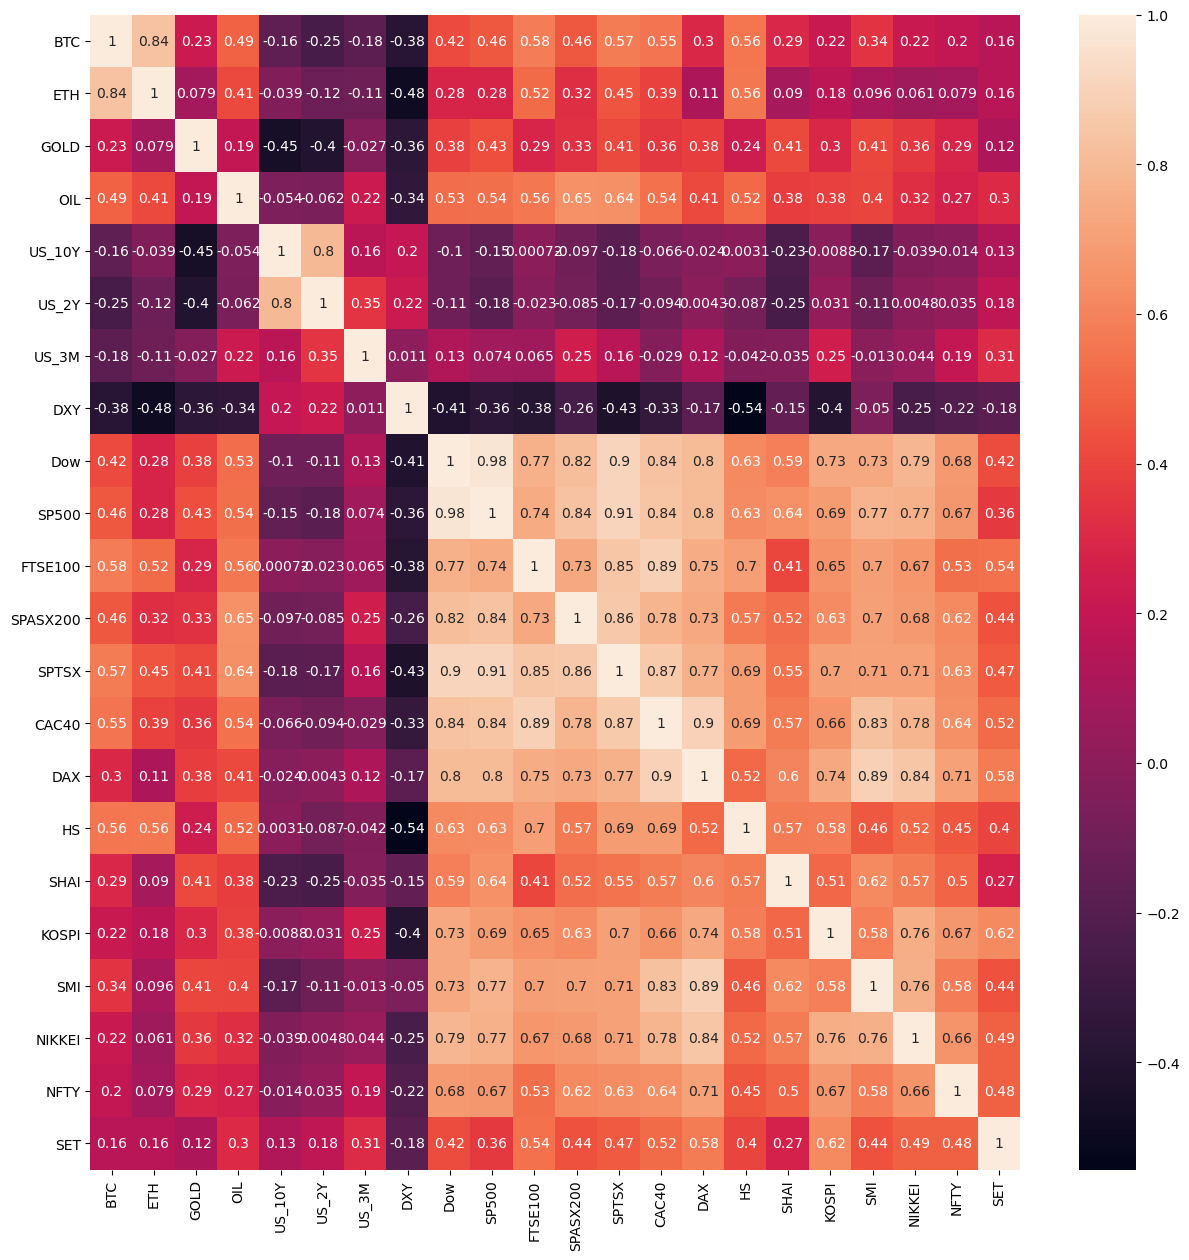 BTC 1 0.84 0.23 0.49 -0.16 -0.25 -0.18 -0.38 0.42 0.46 0.58 0.46 0.57 0.55 0.3 0.56 0.29 0.22 0.34 0.22 0.2 0.16
ETH 0.84 1 0.079 0.41 -0.039 -0.12 -0.11 -0.48 0.28 0.28 0.52 0.32 0.45 0.39 0.11 0.56 0.09 0.18 0.096 0.061 0.079 0.16
GOLD 0.23 0.079 1 0.19 -0.45 -0.4 -0.027 -0.36 0.38 0.43 0.29 0.33 0.41 0.36 0.38 0.24 0.41 0.3 0.41 0.36 0.29 0.12
OIL 0.49 0.41 0.19 1 -0.054 -0.062 0.22 -0.34 0.53 0.54 0.56 0.65 0.64 0.54 0.41 0.52 0.38 0.38 0.4 0.32 0.27 0.3
US_10Y -0.16 -0.039 -0.45 -0.054 1 0.8 0.16 0.2 -0.1 -0.15 0.00072 -0.097 -0.18 -0.066 -0.024 0.0031 -0.23 -0.0088 -0.17 -0.039 -0.014 0.13
US_2Y -0.25 -0.12 -0.4 -0.062 0.8 1 0.35 0.22 -0.11 -0.18 -0.023 -0.085 -0.17 -0.094 0.0043 -0.087 -0.25 0.031 -0.11 0.0048 0.035 0.18
US_3M -0.18 -0.11 -0.027 0.22 0.16 0.35 1 0.011 0.13 0.074 0.065 0.25 0.16 -0.029 0.12 -0.042 -0.035 0.25 -0.013 0.044 0.19 0.31
DXY -0.38 -0.48 -0.36 -0.34 0.2 0.22 0.011 1 -0.41 -0.36 -0.38 -0.26 -0.43 -0.33 -0.17 -0.54 -0.15 -0.4 -0.05 -0.25 -0.22 -0.18
Dow 0.42 0.28 0.38 0.53 -0.1 -0.11 0.13 -0.41 1 0.98 0.77 0.82 0.9 0.84 0.8 0.63 0.59 0.73 0.73 0.79 0.68 0.42
SP500 0.46 0.28 0.43 0.54 -0.15 -0.18 0.074 -0.36 0.98 1 0.74 0.84 0.91 0.84 0.8 0.63 0.64 0.69 0.77 0.77 0.67 0.36
FTSE100 0.58 0.52 0.29 0.56 0.00072 -0.023 0.065 -0.38 0.77 0.74 1 0.73 0.85 0.89 0.75 0.7 0.41 0.65 0.7 0.67 0.53 0.54
SPASX200 0.46 0.32 0.33 0.65 -0.097 -0.085 0.25 -0.26 0.82 0.84 0.73 1 0.86 0.78 0.73 0.57 0.52 0.63 0.7 0.68 0.62 0.44
SPTSX 0.57 0.45 0.41 0.64 -0.18 -0.17 0.16 -0.43 0.9 0.91 0.85 0.86 1 0.87 0.77 0.69 0.55 0.7 0.71 0.71 0.63 0.47
CAC40 0.55 0.39 0.36 0.54 -0.066 -0.094 -0.029 -0.33 0.84 0.84 0.89 0.78 0.87 1 0.9 0.69 0.57 0.66 0.83 0.78 0.64 0.52
DAX 0.3 0.11 0.38 0.41 -0.024 0.0043 0.12 -0.17 0.8 0.8 0.75 0.73 0.77 0.9 1 0.52 0.6 0.74 0.89 0.84 0.71 0.58
HS 0.56 0.56 0.24 0.52 0.0031 -0.087 -0.042 -0.54 0.63 0.63 0.7 0.57 0.69 0.69 0.52 1 0.57 0.58 0.46 0.52 0.45 0.4
SHAI 0.29 0.09 0.41 0.38 -0.23 -0.25 -0.035 -0.15 0.59 0.64 0.41 0.52 0.55 0.57 0.6 0.57 1 0.51 0.62 0.57 0.5 0.27
KOSPI 0.22 0.18 0.3 0.38 -0.0088 0.031 0.25 -0.4 0.73 0.69 0.65 0.63 0.7 0.66 0.74 0.58 0.51 1 0.58 0.76 0.67 0.62
SMI 0.34 0.096 0.41 0.4 -0.17 -0.11 -0.013 -0.05 0.73 0.77 0.7 0.7 0.71 0.83 0.89 0.46 0.62 0.58 1 0.76 0.58 0.44
NIKKEI 0.22 0.061 0.36 0.32 -0.039 0.0048 0.044 -0.25 0.79 0.77 0.67 0.68 0.71 0.78 0.84 0.52 0.57 0.76 0.76 1 0.66 0.49
NFTY 0.2 0.079 0.29 0.27 -0.014 0.035 0.19 -0.22 0.68 0.67 0.53 0.62 0.63 0.64 0.71 0.45 0.5 0.67 0.58 0.66 1 0.48
SET 0.16 0.16 0.12 0.3 0.13 0.18 0.31 -0.18 0.42 0.36 0.54 0.44 0.47 0.52 0.58 0.4 0.27 0.62 0.44 0.49 0.48 1
BTC ETH GOLD OIL US_10Y US_2Y US_3M DXY Dow SP500 FTSE100 SPASX200 SPTSX CAC40 DAX HS SHAI KOSPI SMI NIKKEI NFTY SET
1.0
0.8
0.6
0.4
0.2
0.0
−0.2
−0.4